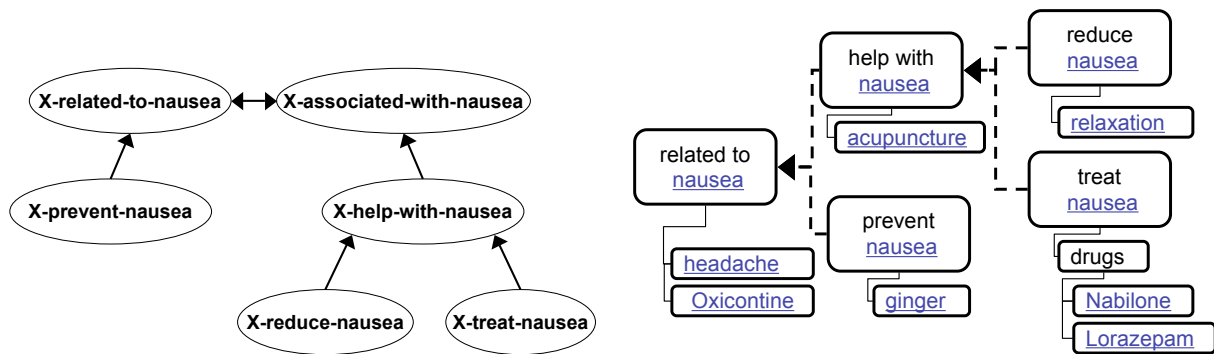 X-related-to-nausea
X-associated-with-nausea
X-prevent-nausea
X-help-with-nausea
X-reduce-nausea
X-treat-nausea
related to
nausea
headache
Oxicontine
help with
nausea
acupuncture
prevent
nausea
ginger
reduce
nausea
relaxation
treat
nausea
drugs
Nabilone
Lorazepam